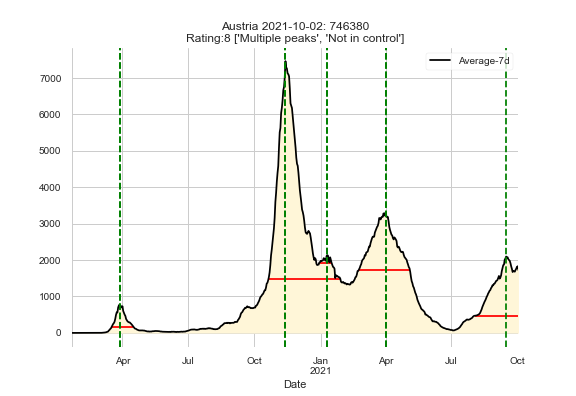 Austria 2021-10-02: 746380
Rating:8 ['Multiple peaks', 'Not in control']
Average-7d
7000
6000
5000
4000
3000
2000
1000
0
Apr Jul Oct Jan Apr Jul Oct
2021
Date